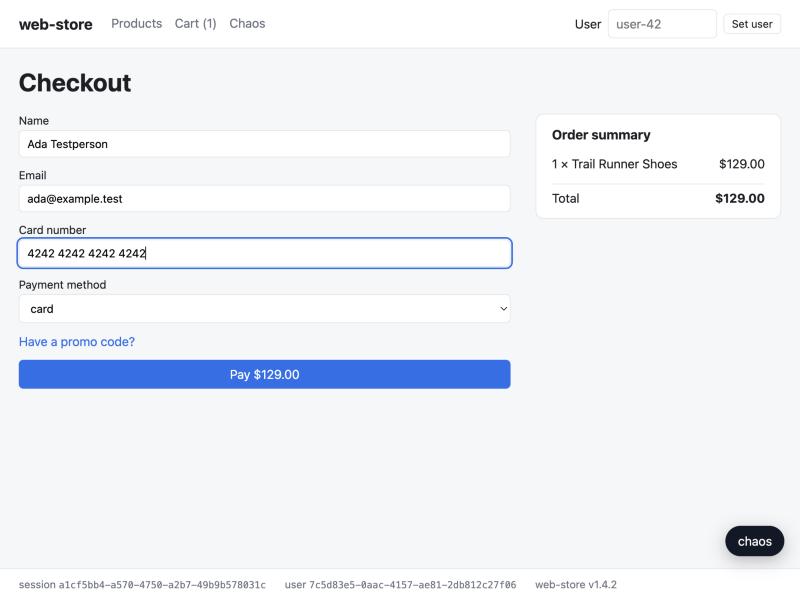 web-store Products Cart (1) Chaos User user-42 Set user
Checkout
Name
Ada Testperson
Email
ada@example.test
Card number
4242 4242 4242 4242
Payment method
card
Have a promo code?
Pay $129.00
Order summary
1 × Trail Runner Shoes $129.00
Total $129.00
chaos
session a1cf5bb4-a570-4750-a2b7-49b9b578031c user 7c5d83e5-0aac-4157-ae81-2db812c27f06 web-store v1.4.2